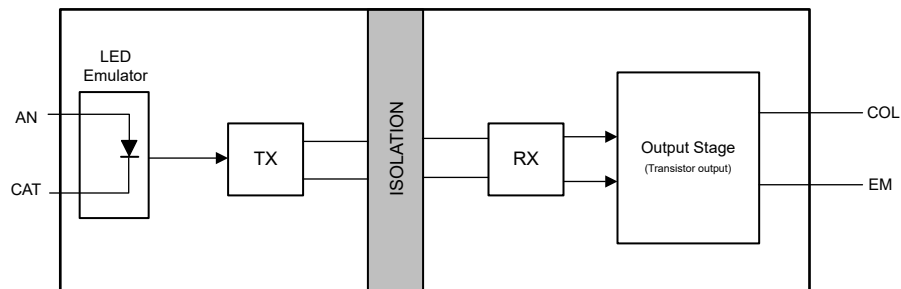 LED
Emulator
AN
CAT
TX
ISOLATION
RX
Output Stage
(Transistor output)
COL
EM